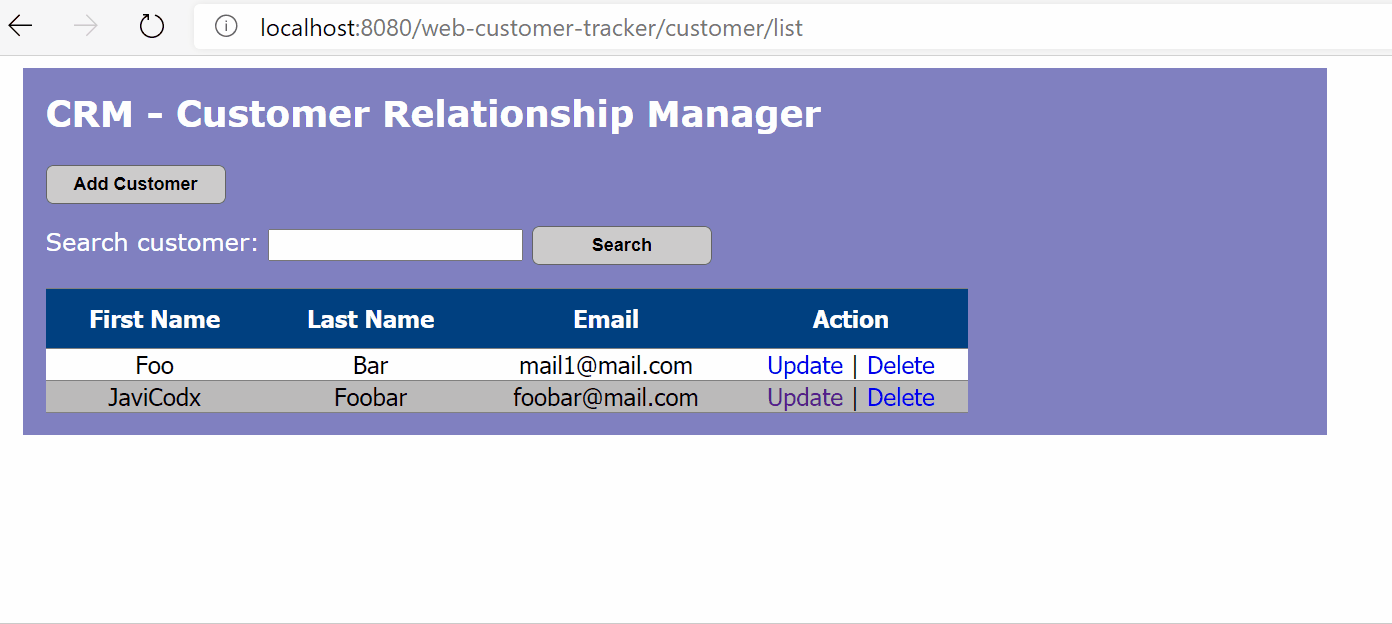 localhost:8080/web-customer-tracker/customer/list
CRM - Customer Relationship Manager
Add Customer
Search customer: Search
First Name Last Name Email Action
Foo Bar mail1@mail.com Update | Delete
JaviCodx Foobar foobar@mail.com Update | Delete